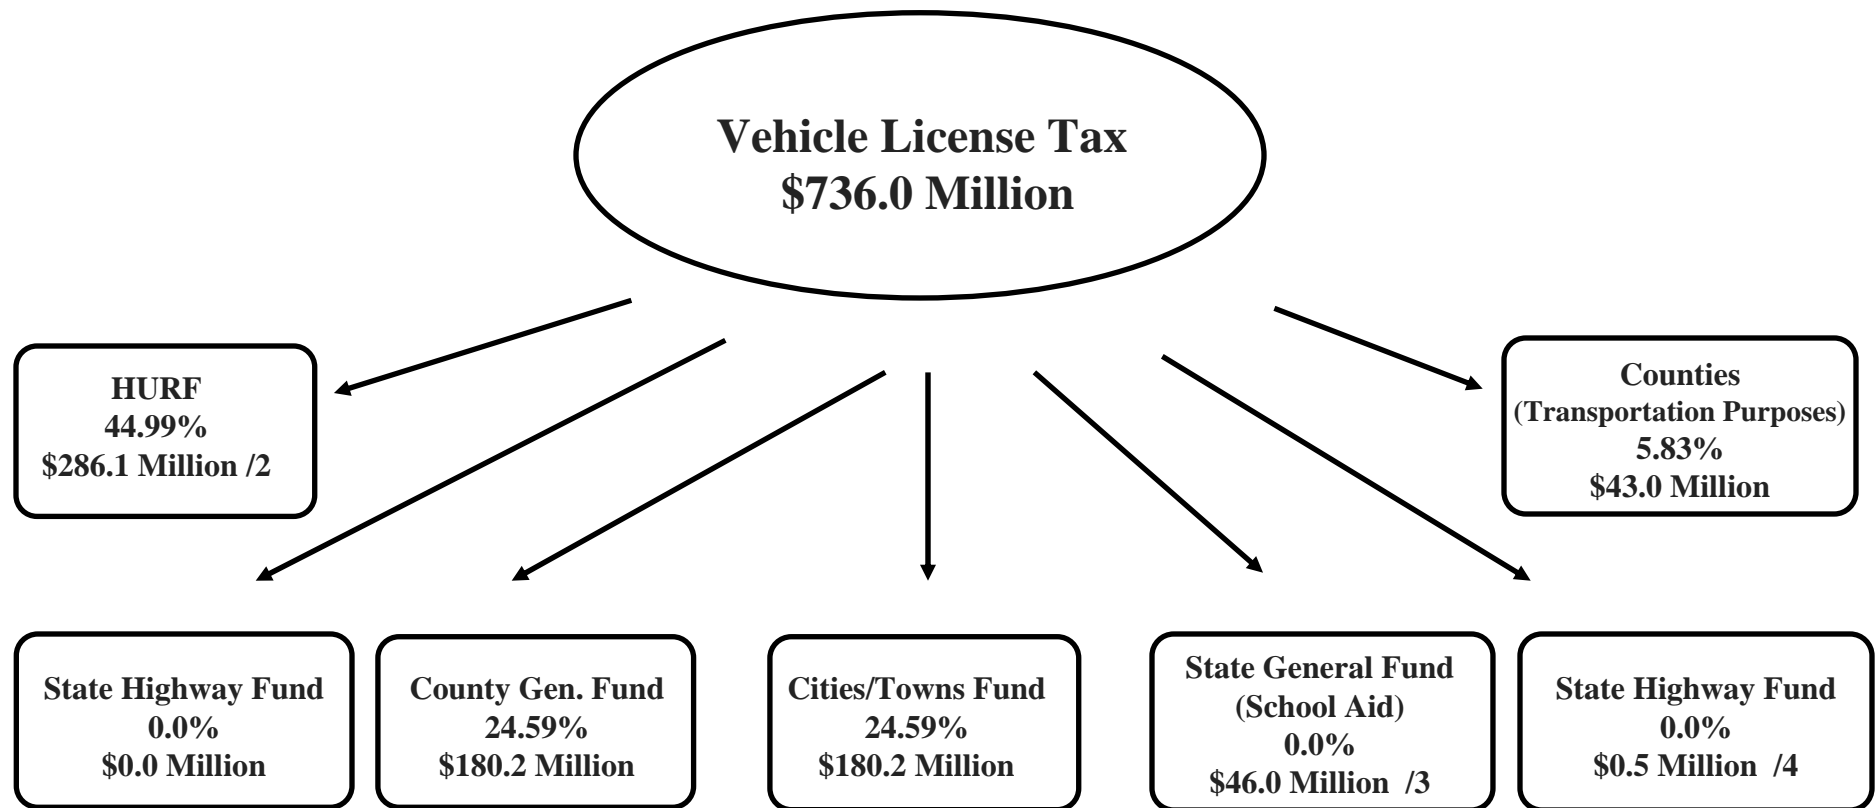 Vehicle License Tax
$736.0 Million
HURF
44.99%
$286.1 Million /2
Counties
(Transportation Purposes)
5.83%
$43.0 Million
State Highway Fund
0.0%
$0.0 Million
County Gen. Fund
24.59%
$180.2 Million
Cities/Towns Fund
24.59%
$180.2 Million
State General Fund
(School Aid)
0.0%
$46.0 Million /3
State Highway Fund
0.0%
$0.5 Million /4